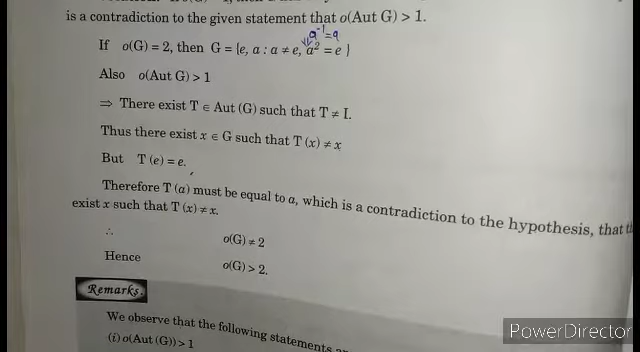 is a contradiction to the given statement that o(Aut G) > 1.
a⁻¹=a
If o(G) = 2, then G = {e, a : a ≠ e, a² = e }
Also o(Aut G) > 1
⇒ There exist T ∈ Aut (G) such that T ≠ I.
Thus there exist x ∈ G such that T (x) ≠ x
But T (e) = e.
Therefore T (a) must be equal to a, which is a contradiction to the hypothesis, that
exist x such that T (x) ≠ x.
∴ o(G) ≠ 2
Hence o(G) > 2.
Remarks.
We observe that the following statements
(i) o(Aut (G)) > 1
PowerDirector